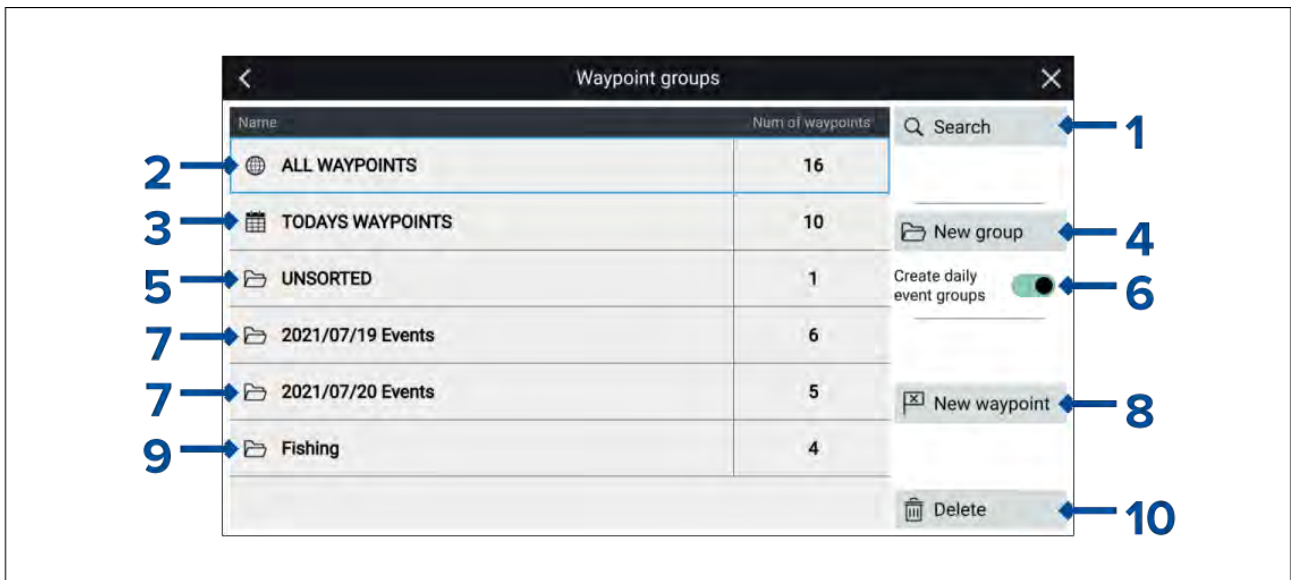 Waypoint groups
Name Num of waypoints
Search 1
2 ALL WAYPOINTS 16
3 TODAYS WAYPOINTS 10
New group 4
5 UNSORTED 1
Create daily
event groups 6
7 2021/07/19 Events 6
7 2021/07/20 Events 5
New waypoint 8
9 Fishing 4
Delete 10